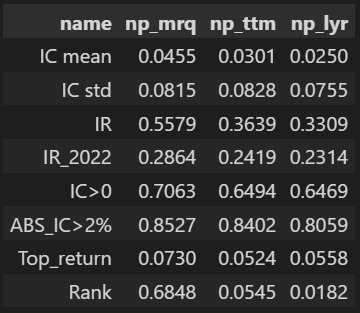 name np_mrq np_ttm np_lyr
IC mean 0.0455 0.0301 0.0250
IC std 0.0815 0.0828 0.0755
IR 0.5579 0.3639 0.3309
IR_2022 0.2864 0.2419 0.2314
IC>0 0.7063 0.6494 0.6469
ABS_IC>2% 0.8527 0.8402 0.8059
Top_return 0.0730 0.0524 0.0558
Rank 0.6848 0.0545 0.0182